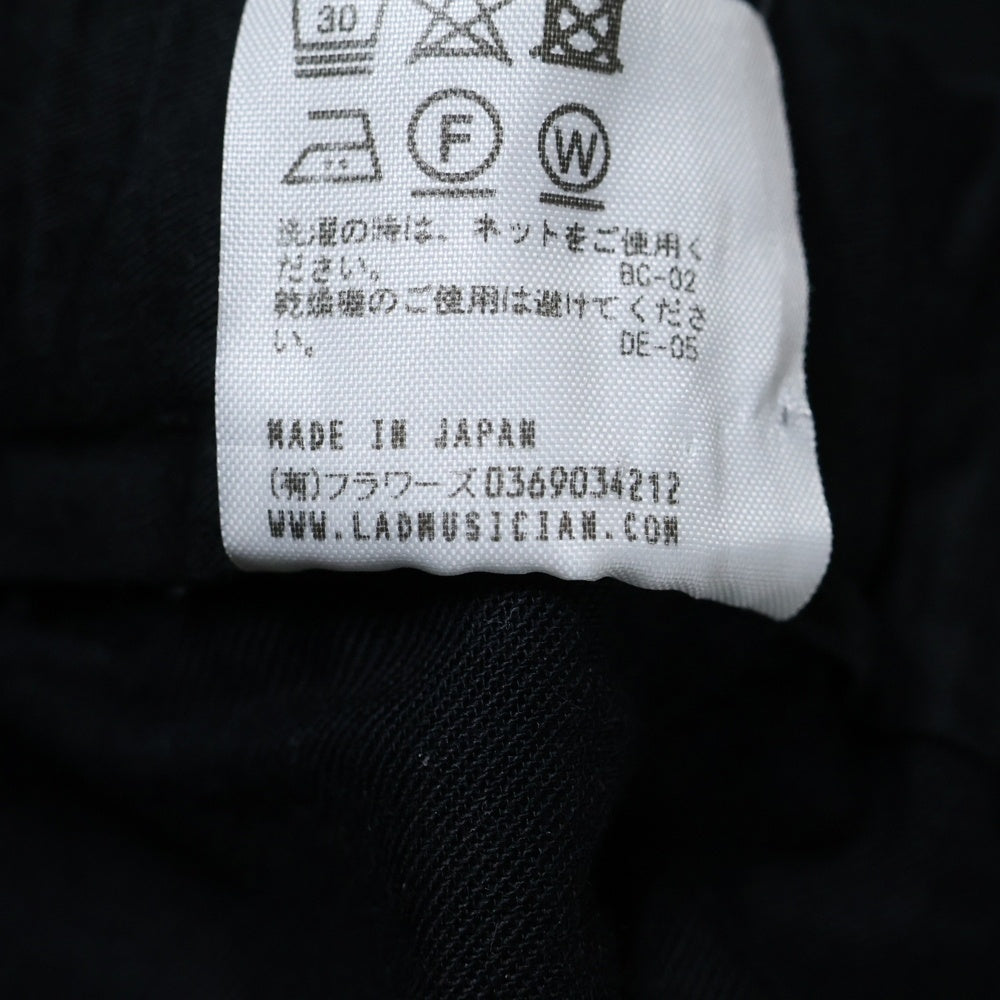 30
F W
洗濯の時は、ネットをご使用く
ださい。 BC-02
乾燥機のご使用は避けてくださ
い。 DE-05
MADE IN JAPAN
(有)フラワーズ0369034212
WWW.LADMUSICIAN.COM